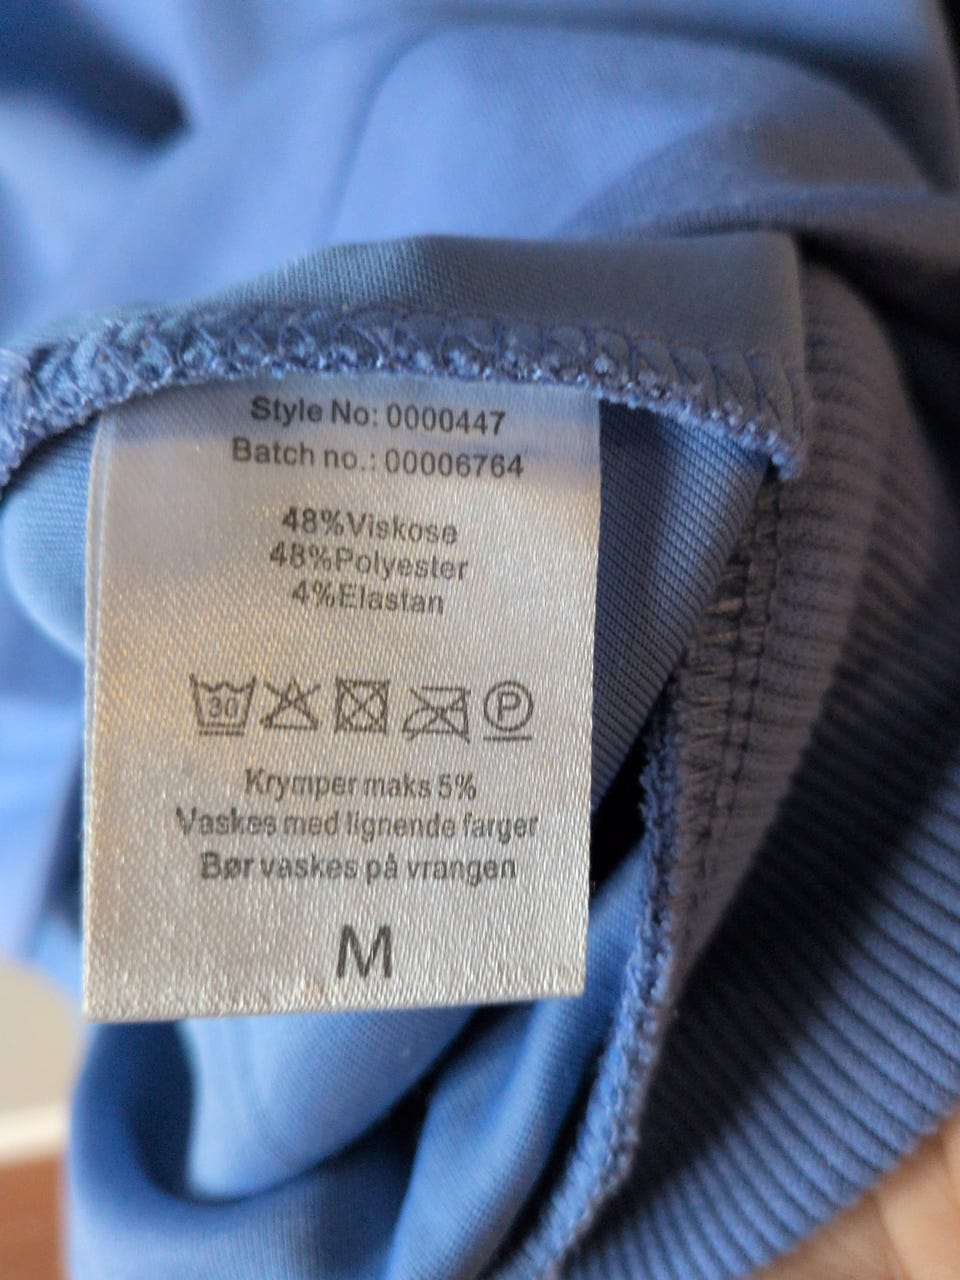 Style No: 0000447
Batch no.: 00006764
48%Viskose
48%Polyester
4%Elastan
30 P
Krymper maks 5%
Vaskes med lignende farger
Bør vaskes på vrangen
M